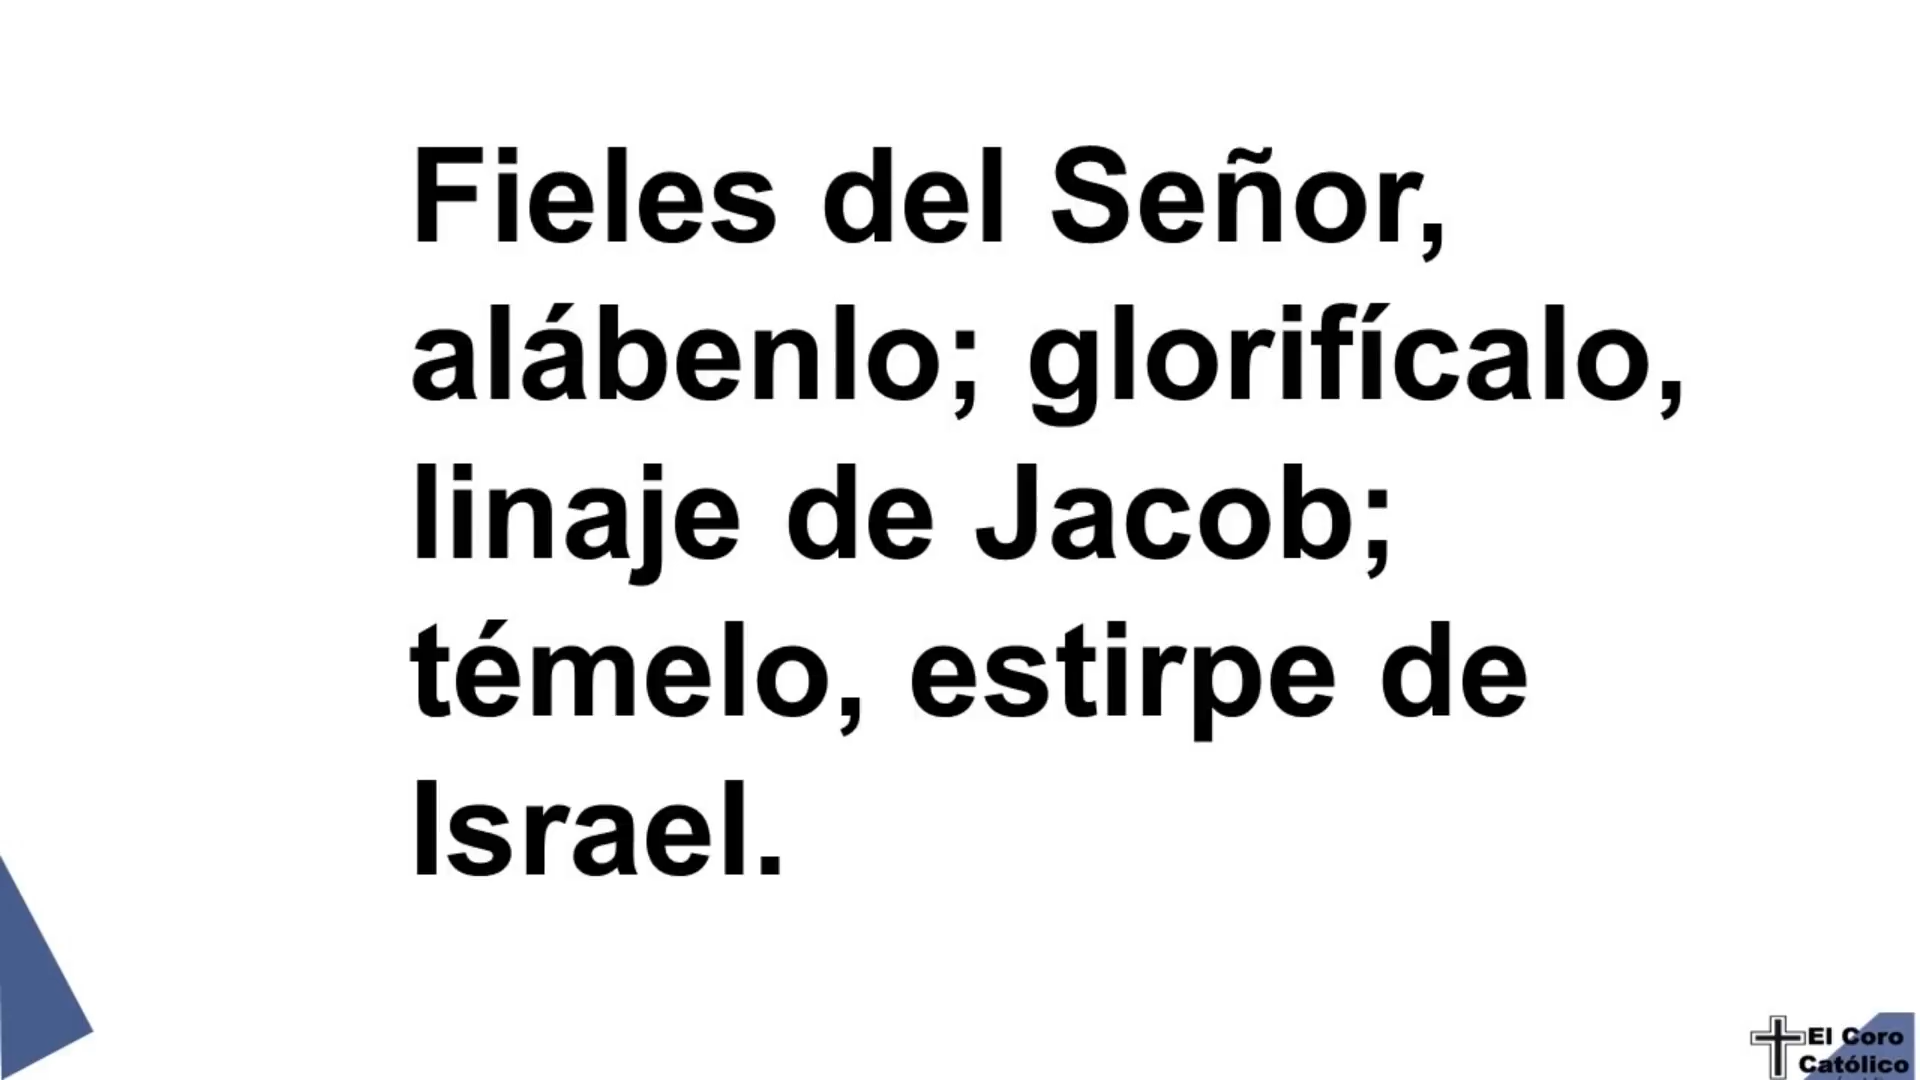 Fieles del Señor,
alábenlo; glorifícalo,
linaje de Jacob;
témelo, estirpe de
Israel.
El Coro
Católico